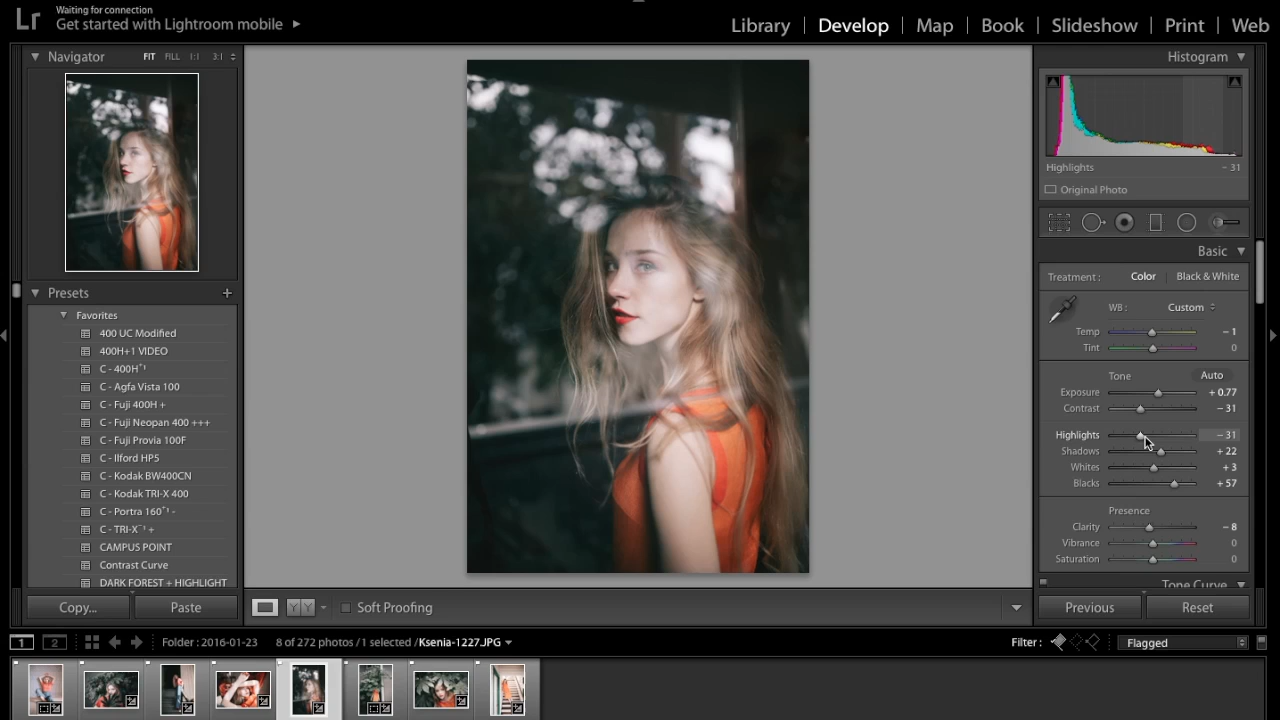 Lr
Waiting for connection
Get started with Lightroom mobile
Library | Develop | Map | Book | Slideshow | Print | Web
Navigator FIT FILL 1:1 3:1
Presets +
Favorites
400 UC Modified
400H+1 VIDEO
C - 400H⁺¹
C - Agfa Vista 100
C - Fuji 400H +
C - Fuji Neopan 400 +++
C - Fuji Provia 100F
C - Ilford HP5
C - Kodak BW400CN
C - Kodak TRI-X 400
C - Portra 160⁺¹ -
C - TRI-X⁻¹ +
CAMPUS POINT
Contrast Curve
DARK FOREST + HIGHLIGHT
Copy... Paste
Y Y Soft Proofing
Histogram
Highlights - 31
Original Photo
Basic
Treatment : Color | Black & White
WB : Custom
Temp - 1
Tint 0
Tone Auto
Exposure + 0.77
Contrast - 31
Highlights - 31
Shadows + 22
Whites + 3
Blacks + 57
Presence
Clarity - 8
Vibrance 0
Saturation 0
Tone Curve
Previous Reset
1 2 Folder : 2016-01-23 8 of 272 photos / 1 selected / Ksenia-1227.JPG Filter : Flagged